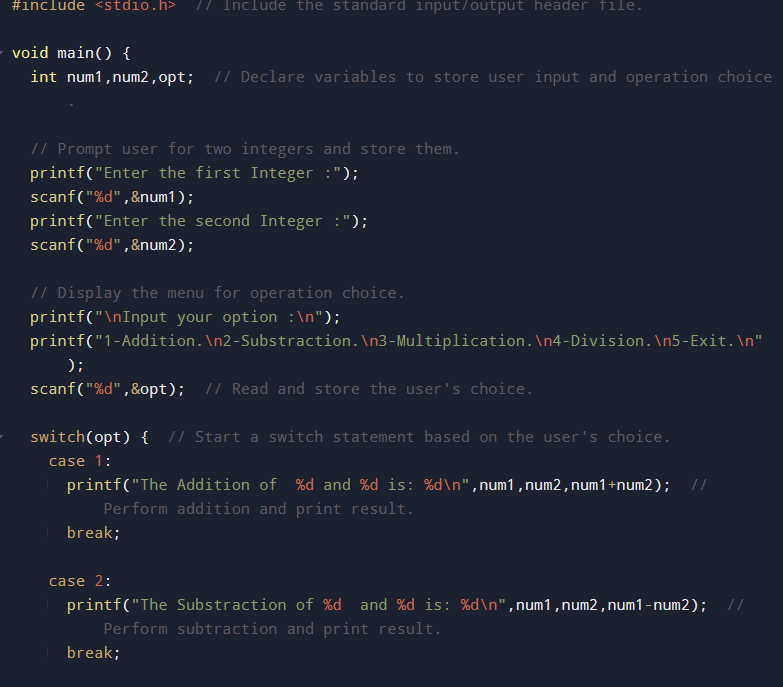 #include <stdio.h>  // Include the standard input/output header file.
void main() {
int num1,num2,opt;  // Declare variables to store user input and operation choice
.
// Prompt user for two integers and store them.
printf("Enter the first Integer :");
scanf("%d",&num1);
printf("Enter the second Integer :");
scanf("%d",&num2);
// Display the menu for operation choice.
printf("\nInput your option :\n");
printf("1-Addition.\n2-Substraction.\n3-Multiplication.\n4-Division.\n5-Exit.\n"
);
scanf("%d",&opt);  // Read and store the user's choice.
switch(opt) {  // Start a switch statement based on the user's choice.
case 1:
printf("The Addition of  %d and %d is: %d\n",num1,num2,num1+num2);  //
Perform addition and print result.
break;
case 2:
printf("The Substraction of %d  and %d is: %d\n",num1,num2,num1-num2);  //
Perform subtraction and print result.
break;